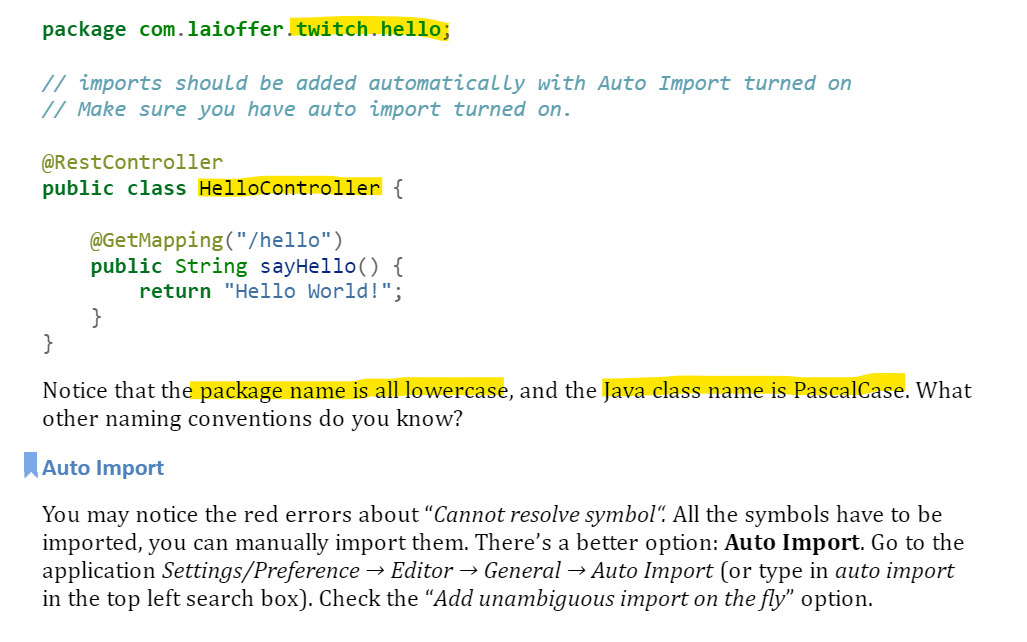 package com.laioffer.twitch.hello;
// imports should be added automatically with Auto Import turned on
// Make sure you have auto import turned on.
@RestController
public class HelloController {
@GetMapping("/hello")
public String sayHello() {
return "Hello World!";
}
}
Notice that the package name is all lowercase, and the Java class name is PascalCase. What
other naming conventions do you know?
Auto Import
You may notice the red errors about “Cannot resolve symbol“. All the symbols have to be
imported, you can manually import them. There’s a better option: Auto Import. Go to the
application Settings/Preference → Editor → General → Auto Import (or type in auto import
in the top left search box). Check the “Add unambiguous import on the fly” option.